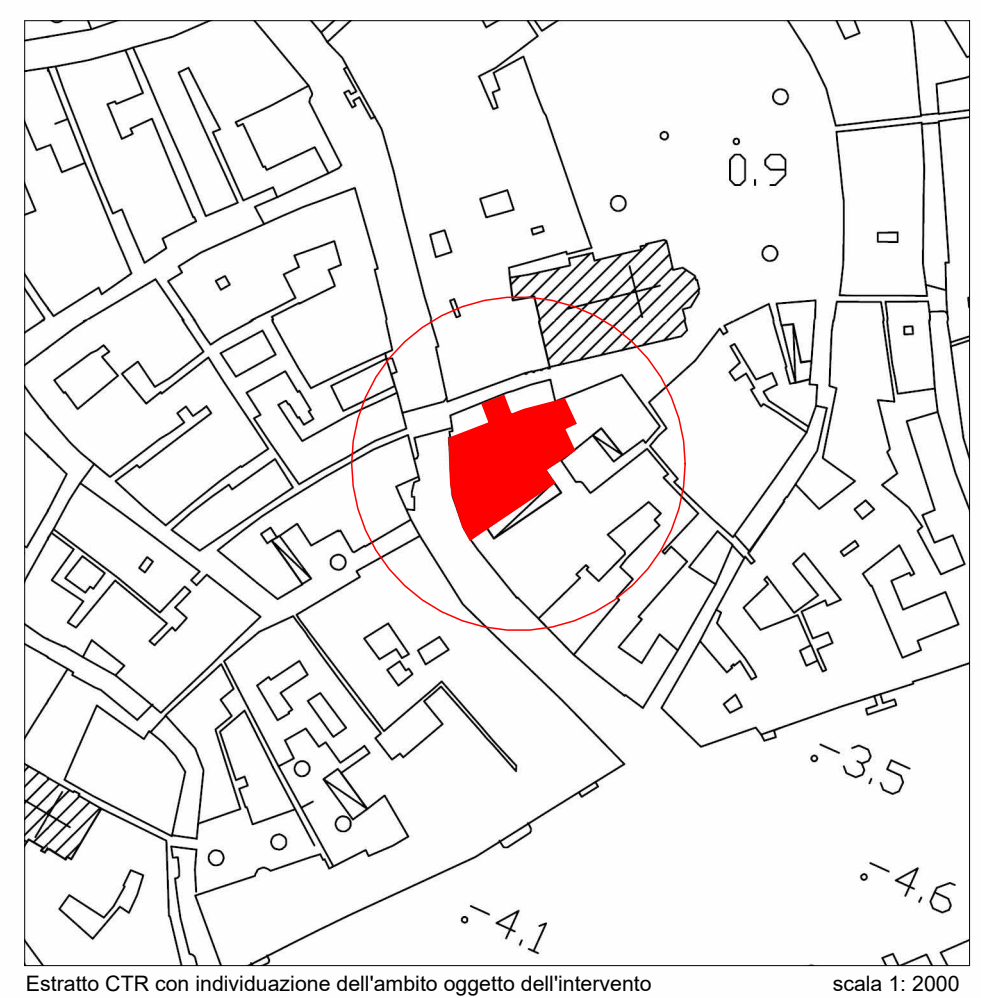 0.9
-3.5
-4.6
-4.1
Estratto CTR con individuazione dell'ambito oggetto dell'intervento scala 1: 2000